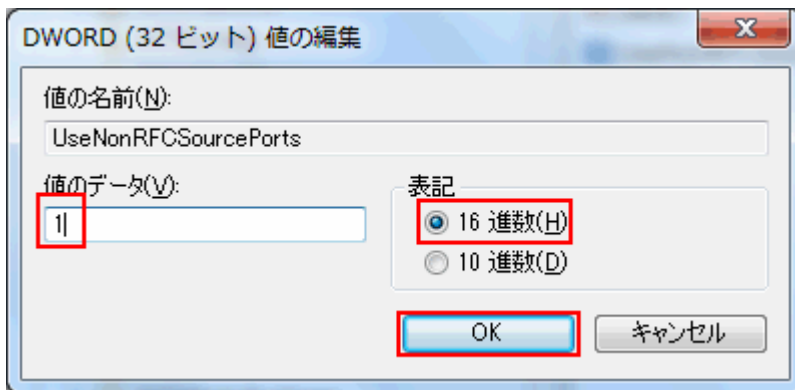 DWORD (32 ビット) 値の編集
値の名前(N):
UseNonRFCSourcePorts
値のデータ(V):
1
表記
16 進数(H)
10 進数(D)
OK
キャンセル